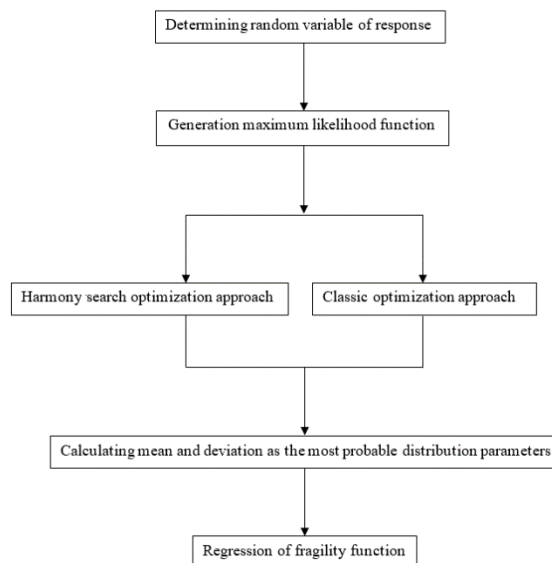 Determining random variable of response
Generation maximum likelihood function
Harmony search optimization approach
Classic optimization approach
Calculating mean and deviation as the most probable distribution parameters
Regression of fragility function